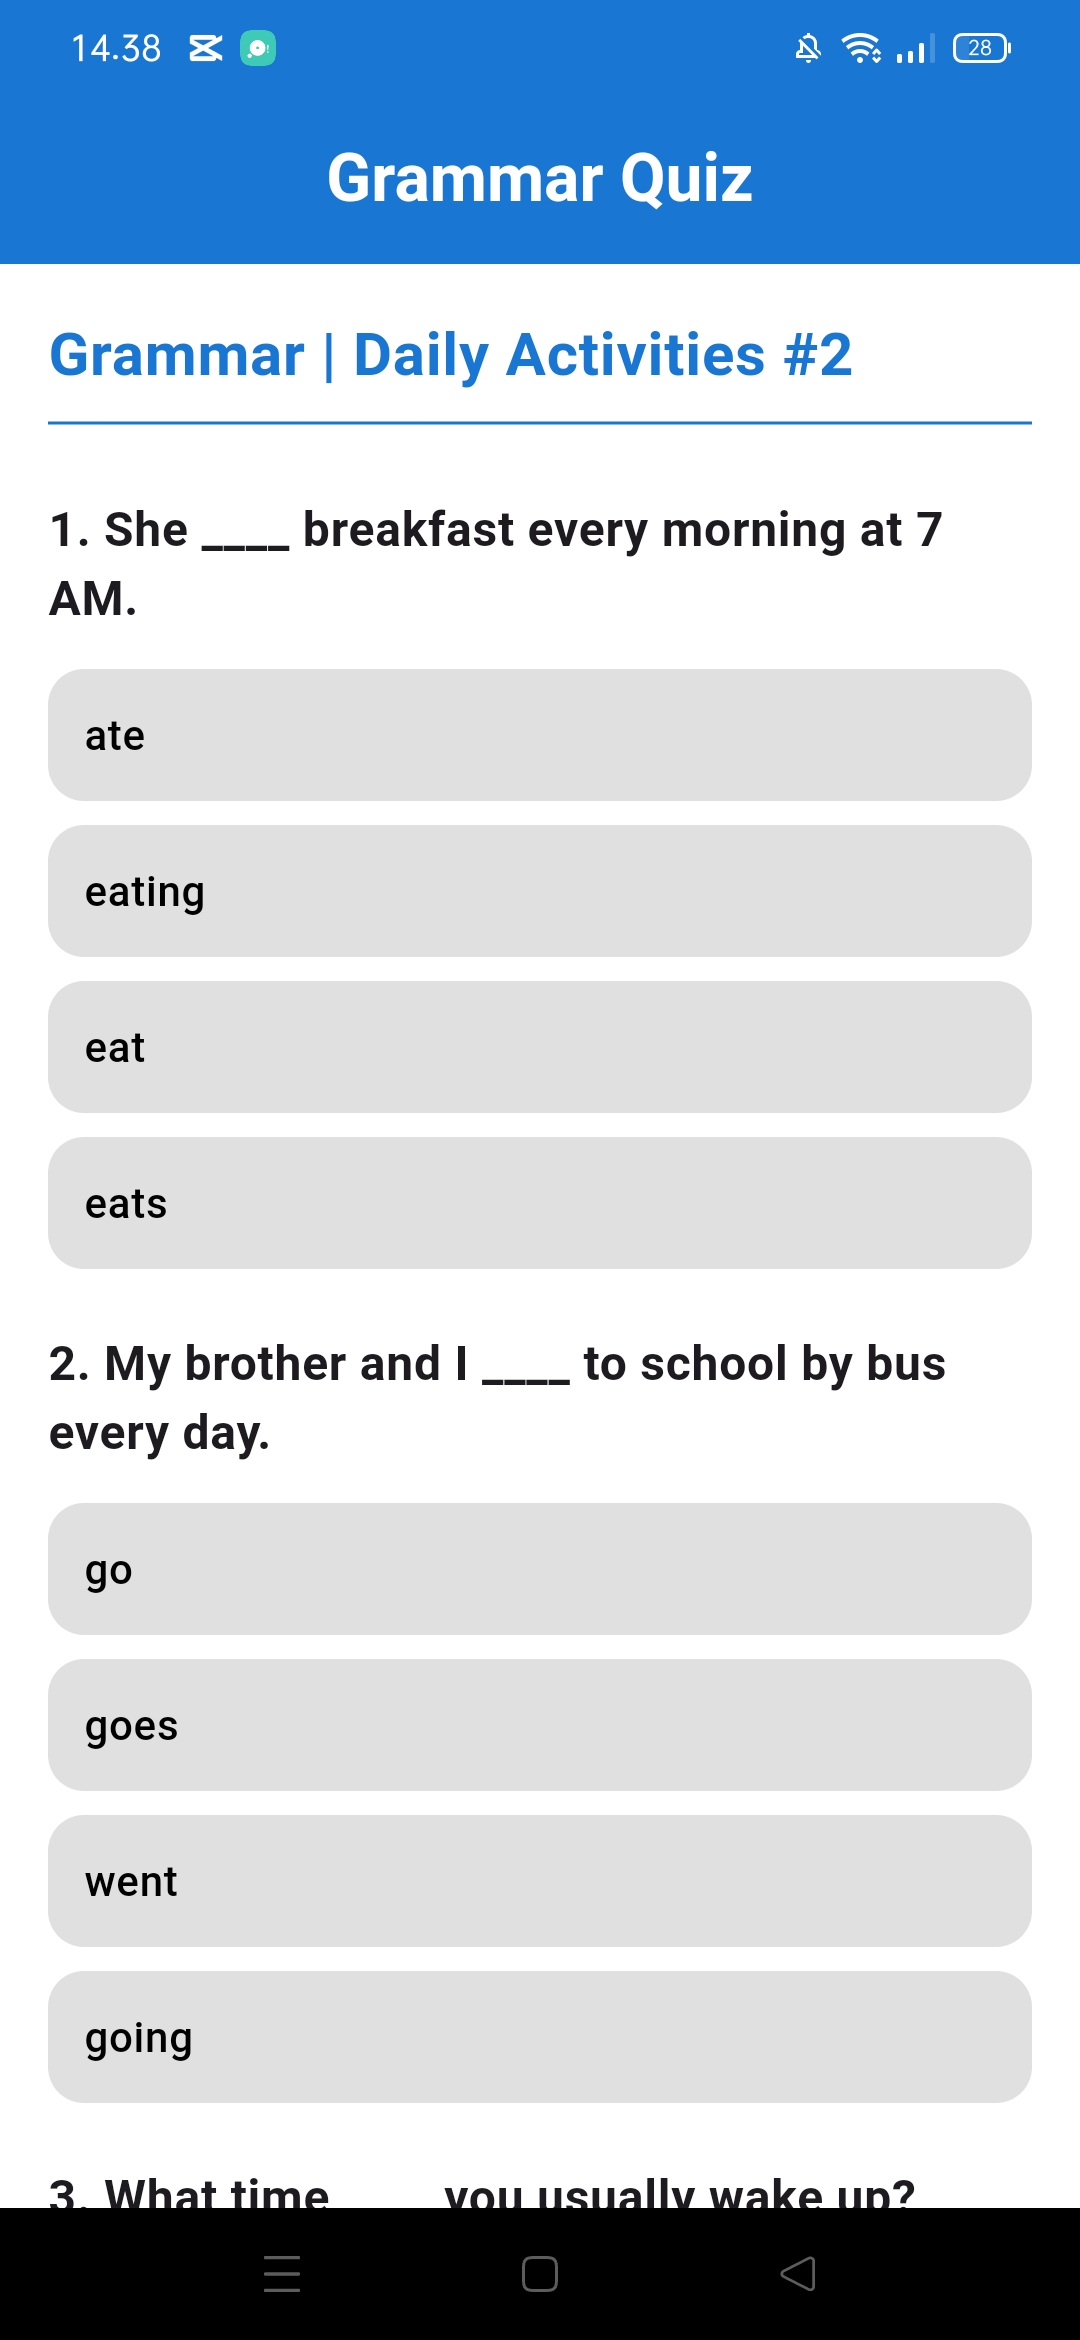 14.38
28
Grammar Quiz
Grammar | Daily Activities #2
1. She ____ breakfast every morning at 7
AM.
ate
eating
eat
eats
2. My brother and I ____ to school by bus
every day.
go
goes
went
going
3. What time ____ you usually wake up?